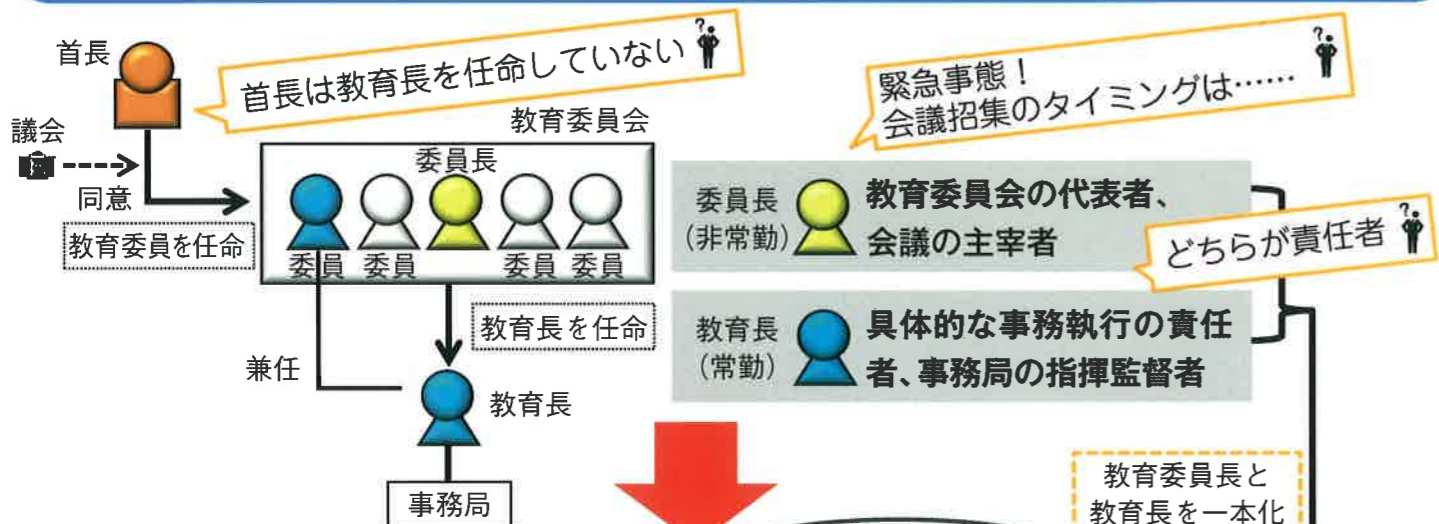 首長
首長は教育長を任命していない
緊急事態！
会議招集のタイミングは……
議会
同意
教育委員を任命
教育委員会
委員長
委員 委員 委員 委員
委員長
（非常勤）
教育委員会の代表者、
会議の主宰者
どちらが責任者
教育長を任命
教育長
（常勤）
具体的な事務執行の責任
者、事務局の指揮監督者
兼任
教育長
事務局
教育委員長と
教育長を一本化